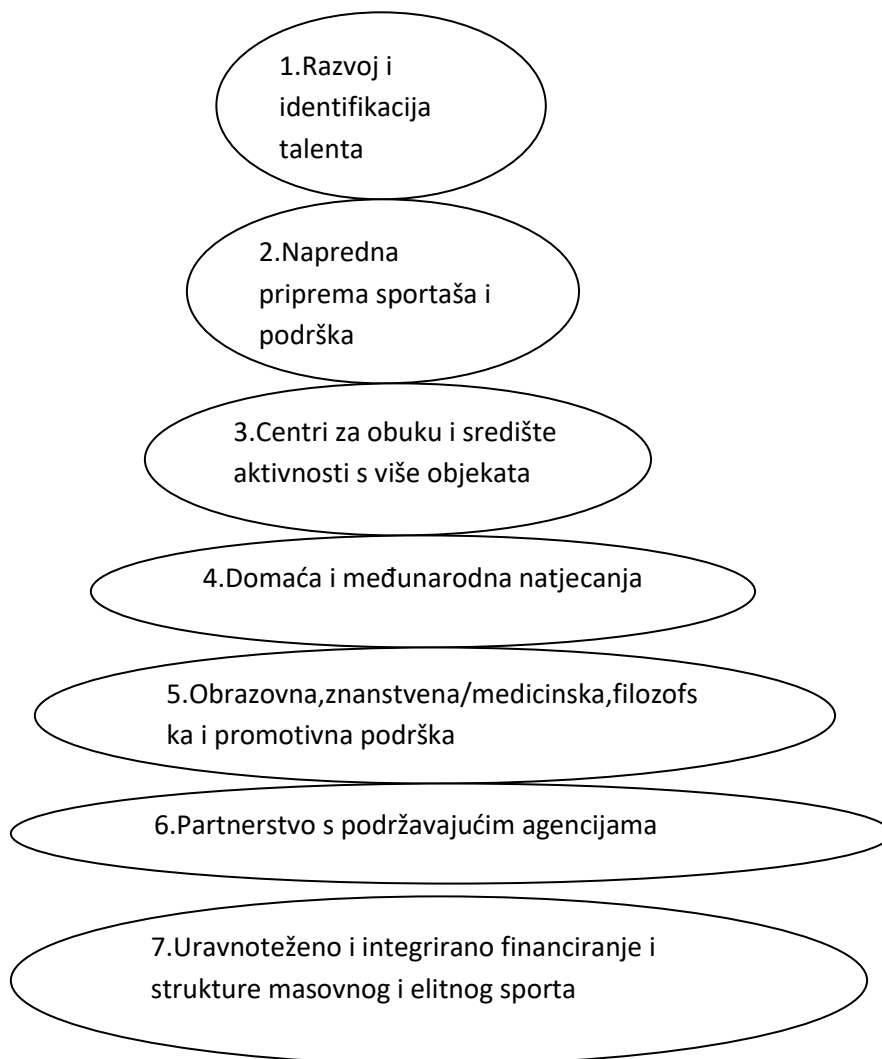 1.Razvoj i
identifikacija
talenta
2.Napredna
priprema sportaša i
podrška
3.Centri za obuku i središte
aktivnosti s više objekata
4.Domaća i međunarodna natjecanja
5.Obrazovna,znanstvena/medicinska,filozofs
ka i promotivna podrška
6.Partnerstvo s podržavajućim agencijama
7.Uravnoteženo i integrirano financiranje i
strukture masovnog i elitnog sporta